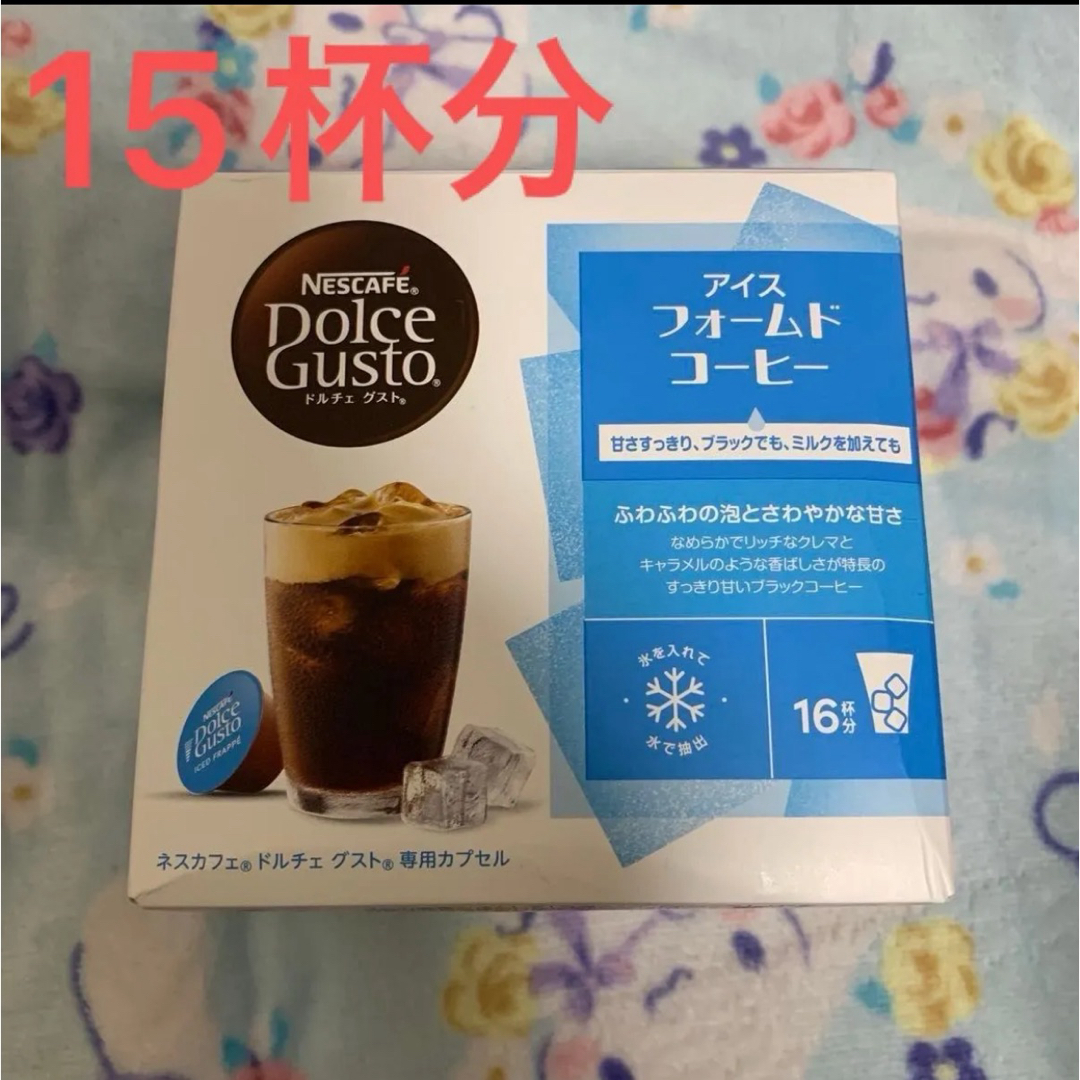 15杯分
NESCAFÉ®
Dolce
Gusto®
ドルチェ グスト®
アイス
フォームド
コーヒー
甘さすっきり、ブラックでも、ミルクを加えても
ふわふわの泡とさわやかな甘さ
なめらかでリッチなクレマと
キャラメルのような香ばしさが特長の
すっきり甘いブラックコーヒー
氷を入れて
水で抽出
16杯分
NESCAFÉ
Dolce
Gusto
ICED FRAPPÉ
ネスカフェ®ドルチェ グスト®専用カプセル